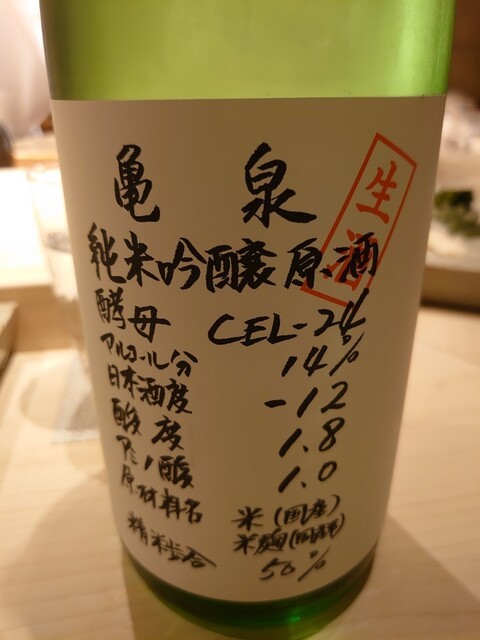 亀泉
生酒
純米吟醸原酒
酵母 CEL-24
アルコール分 14%
日本酒度 -12
酸度 1.8
アミノ酸 1.0
原材料名 米(国産)
米麹(国産米)
精米歩合 50%